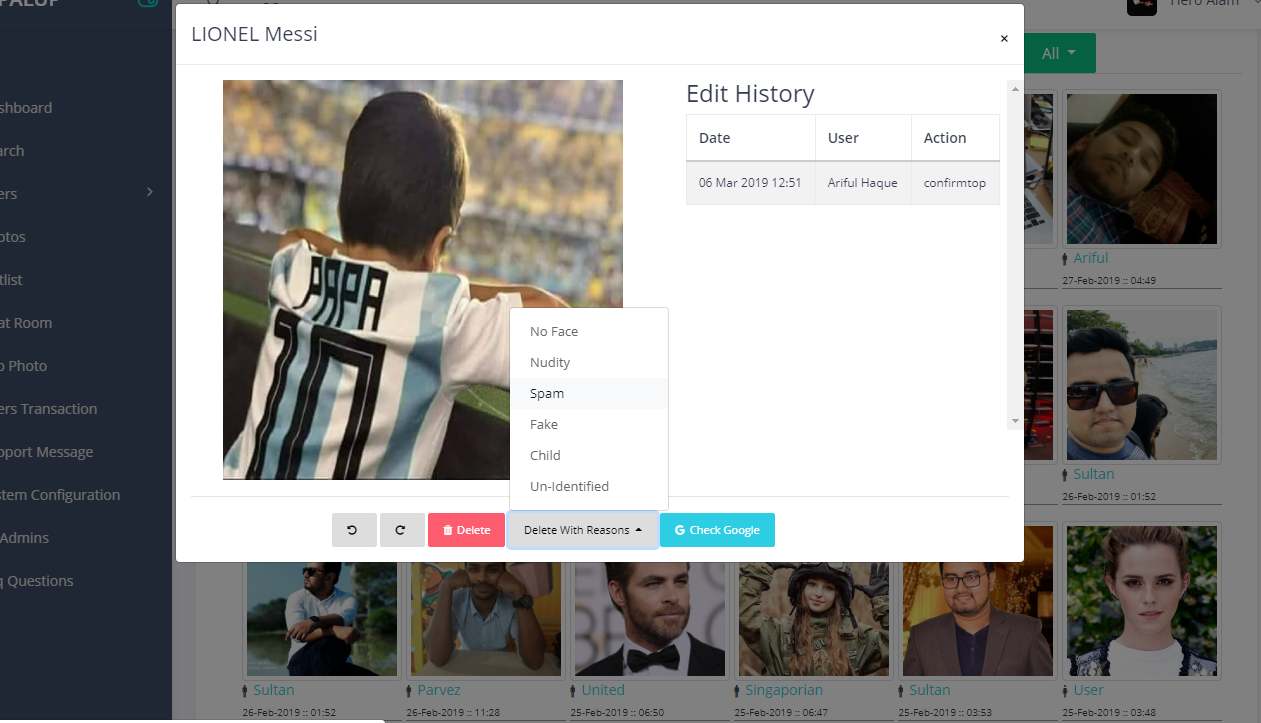 LIONEL Messi
×
Edit History
Date User Action
06 Mar 2019 12:51 Ariful Haque confirmtop
PAPA
10
No Face
Nudity
Spam
Fake
Child
Un-Identified
Delete
Delete With Reasons
Check Google
All
shboard
arch
ers
otos
tlist
at Room
p Photo
ers Transaction
pport Message
stem Configuration
Admins
q Questions
Ariful
27-Feb-2019 :: 04:49
Sultan
26-Feb-2019 :: 01:52
Sultan
26-Feb-2019 :: 01:52
Parvez
26-Feb-2019 :: 11:28
United
25-Feb-2019 :: 06:50
Singaporian
25-Feb-2019 :: 06:47
Sultan
25-Feb-2019 :: 03:53
User
25-Feb-2019 :: 03:48